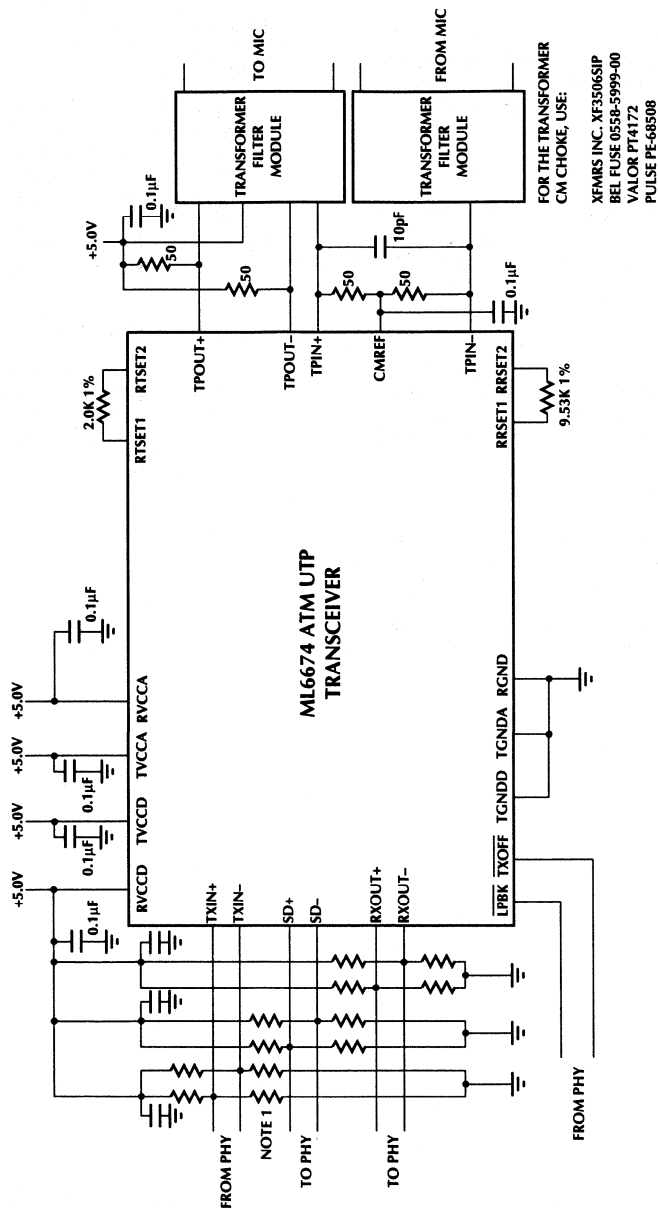 +5.0V
+5.0V
+5.0V
+5.0V
0.1µF
0.1µF
0.1µF
0.1µF
RVCCD
TVCCD
TVCCA
RVCCA
2.0K 1%
RTSET1
RTSET2
+5.0V
0.1µF
50
50
TPOUT+
TPOUT–
TPIN+
CMREF
TPIN–
50
50
10pF
0.1µF
TRANSFORMER
FILTER
MODULE
TO MIC
TRANSFORMER
FILTER
MODULE
FROM MIC
ML6674 ATM UTP
TRANSCEIVER
TXIN+
TXIN–
SD+
SD–
RXOUT+
RXOUT–
FROM PHY
NOTE 1
TO PHY
TO PHY
LPBK
TXOFF
TGNDD
TGNDA
RGND
RRSET1
RRSET2
9.53K 1%
FROM PHY
FOR THE TRANSFORMER
CM CHOKE, USE:
XFMRS INC. XF3506SIP
BEL FUSE 0558-5999-00
VALOR PT4172
PULSE PE-68508